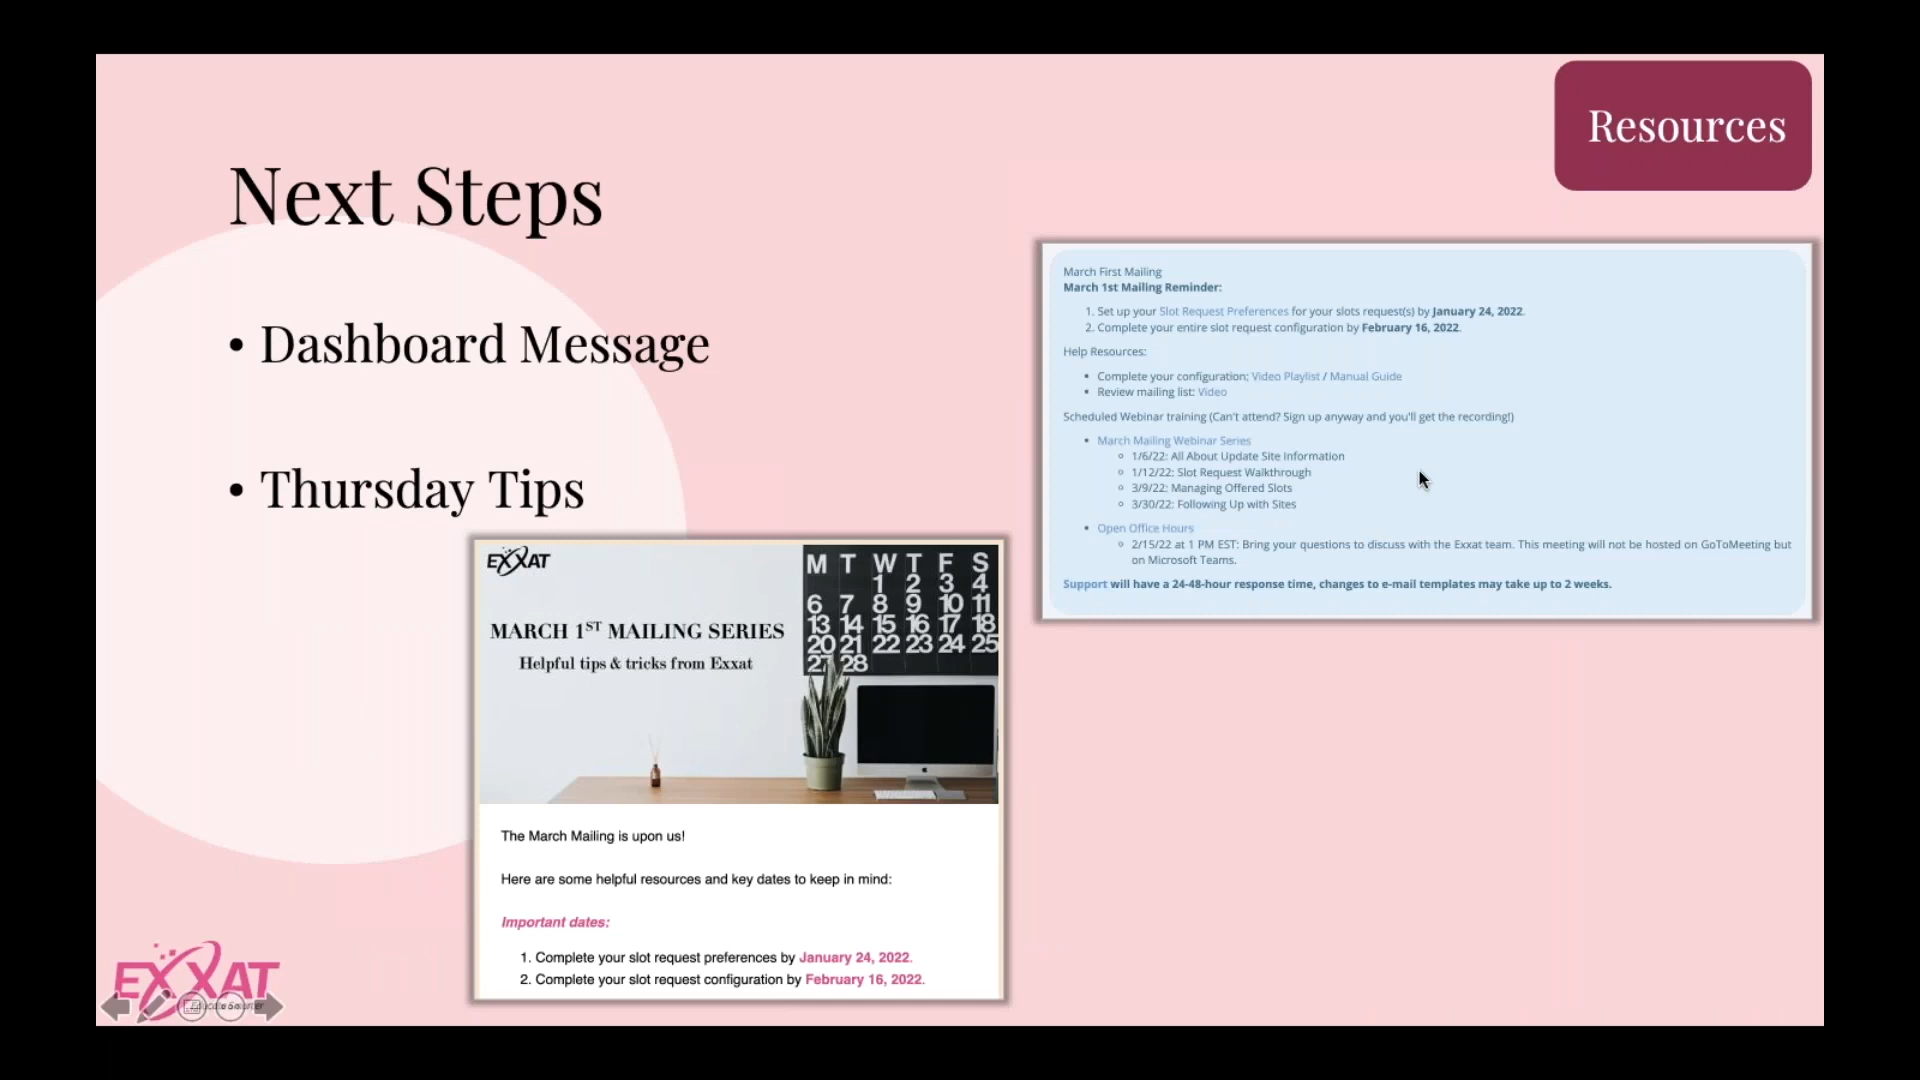 Resources
Next Steps
• Dashboard Message
• Thursday Tips
March First Mailing
March 1st Mailing Reminder:
1. Set up your Slot Request Preferences for your slots request(s) by January 24, 2022.
2. Complete your entire slot request configuration by February 16, 2022.
Help Resources:
▪ Complete your configuration: Video Playlist / Manual Guide
▪ Review mailing list: Video
Scheduled Webinar training (Can't attend? Sign up anyway and you'll get the recording!)
▪ March Mailing Webinar Series
◦ 1/6/22: All About Update Site Information
◦ 1/12/22: Slot Request Walkthrough
◦ 3/9/22: Managing Offered Slots
◦ 3/30/22: Following Up with Sites
▪ Open Office Hours
◦ 2/15/22 at 1 PM EST: Bring your questions to discuss with the Exxat team. This meeting will not be hosted on GoToMeeting but
on Microsoft Teams.
Support will have a 24-48-hour response time, changes to e-mail templates may take up to 2 weeks.
EXXAT
MARCH 1ST MAILING SERIES
Helpful tips & tricks from Exxat
M T W T F S
1 2 3 4
6 7 8 9 10 11
13 14 15 16 17 18
20 21 22 23 24 25
27 28
The March Mailing is upon us!
Here are some helpful resources and key dates to keep in mind:
Important dates:
1. Complete your slot request preferences by January 24, 2022.
2. Complete your slot request configuration by February 16, 2022.
EXXAT